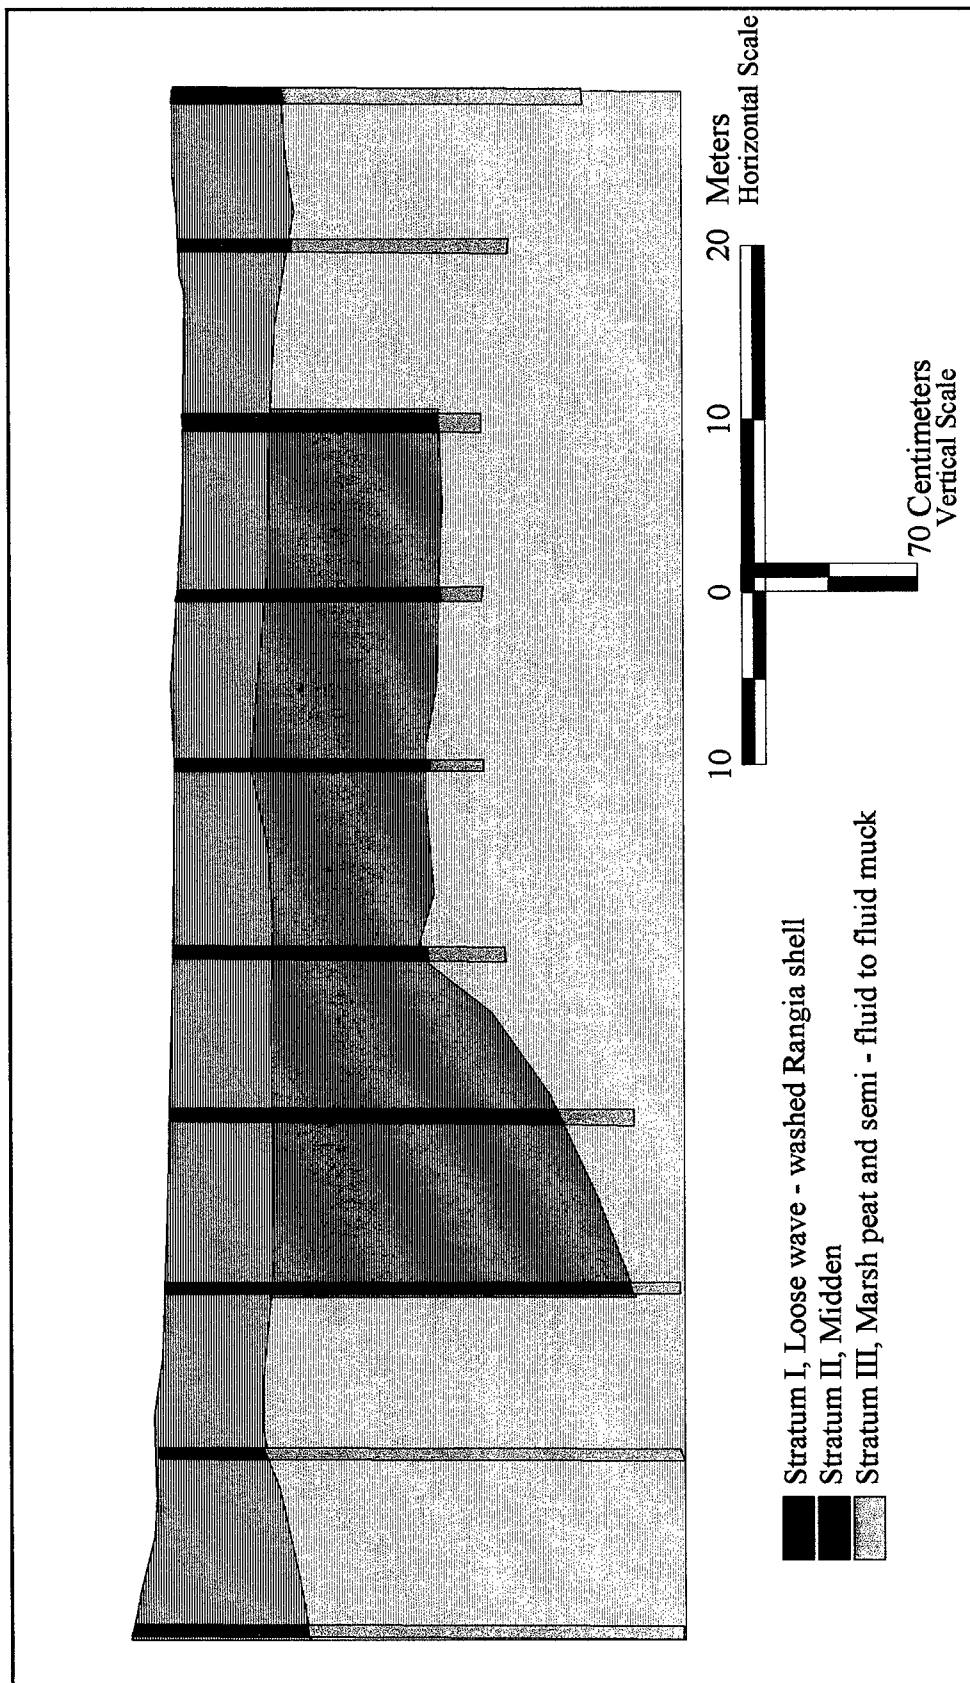 Stratum I, Loose wave - washed Rangia shell
Stratum II, Midden
Stratum III, Marsh peat and semi - fluid to fluid muck
10
0
10
20
Meters
Horizontal Scale
70 Centimeters
Vertical Scale